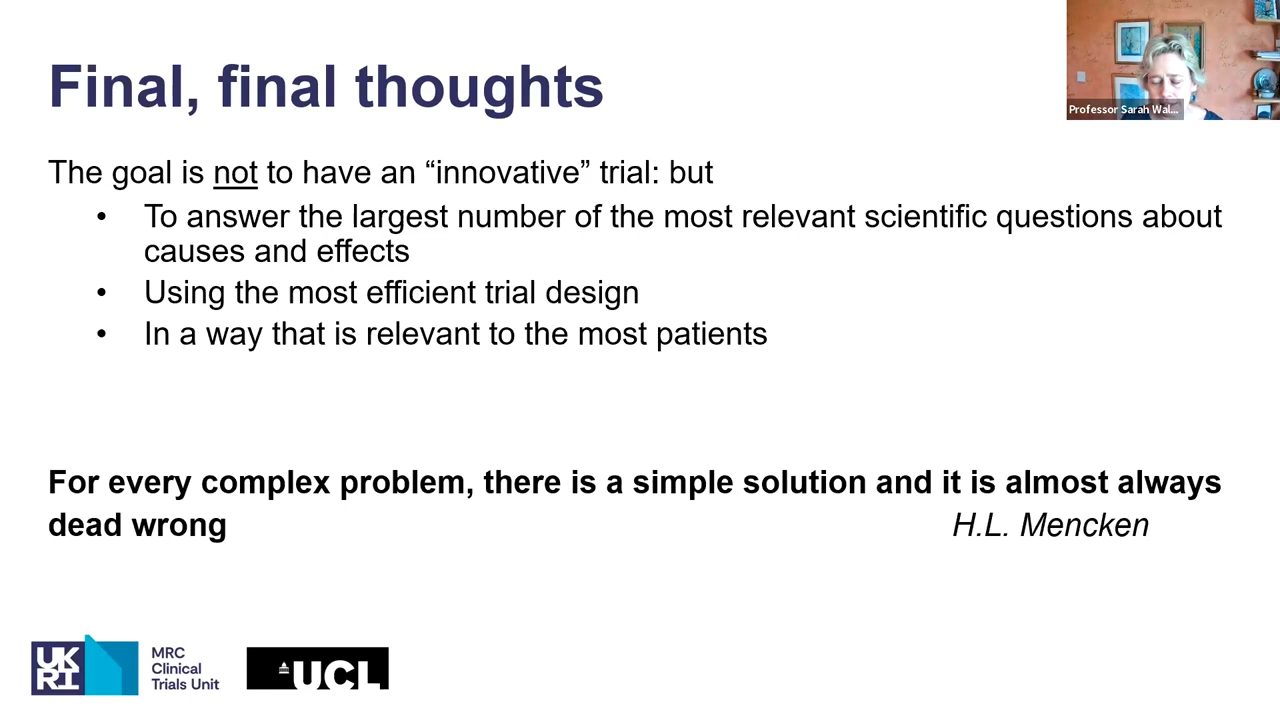 Final, final thoughts
Professor Sarah Wal...
The goal is not to have an “innovative” trial: but
• To answer the largest number of the most relevant scientific questions about
causes and effects
• Using the most efficient trial design
• In a way that is relevant to the most patients
For every complex problem, there is a simple solution and it is almost always
dead wrong
H.L. Mencken
UK
RI
MRC
Clinical
Trials Unit
UCL